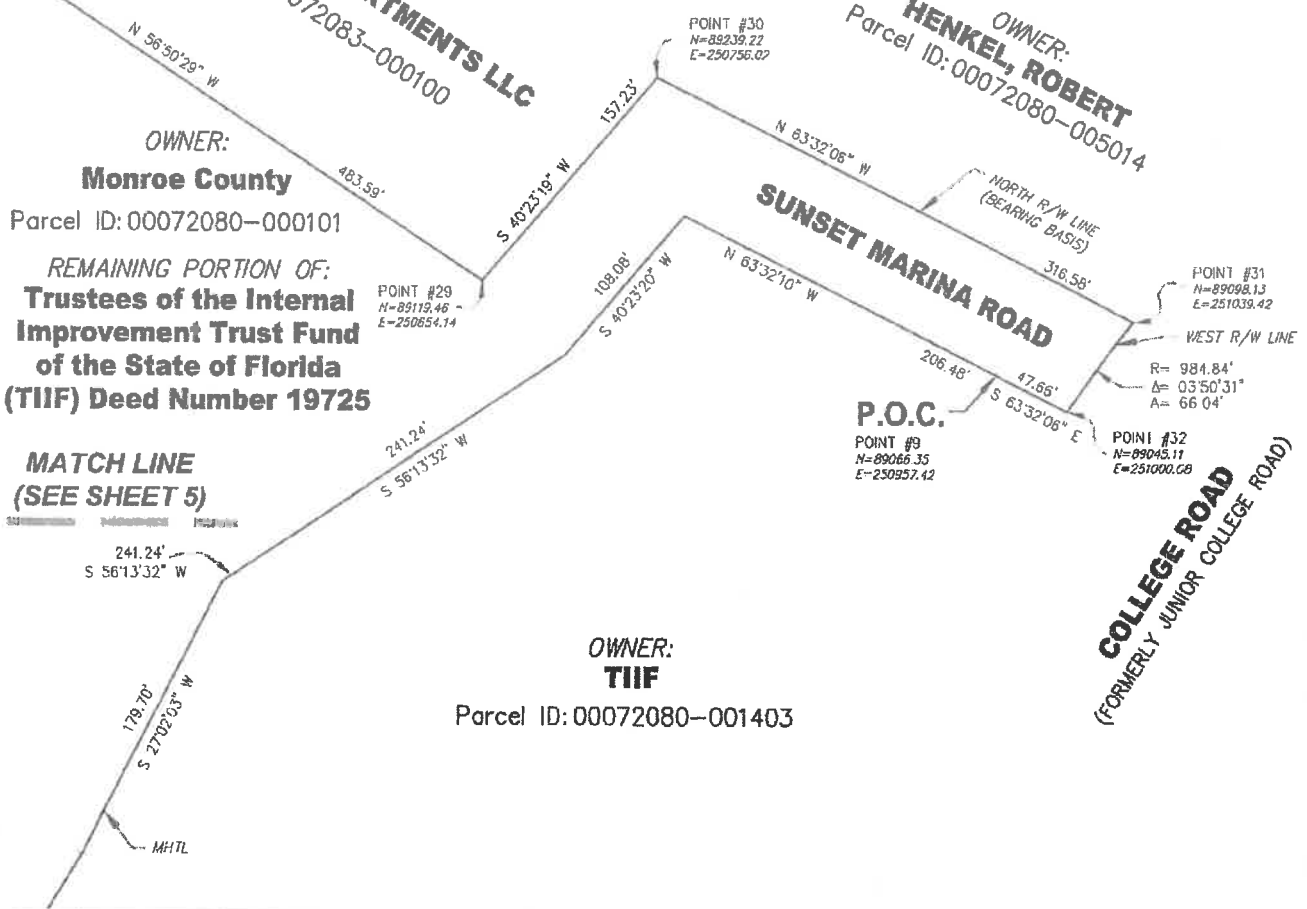 RTMENTS LLC
072083-000100
N 56°50'29" W
483.59'
OWNER:
Monroe County
Parcel ID: 00072080-000101
REMAINING PORTION OF:
Trustees of the Internal
Improvement Trust Fund
of the State of Florida
(TIIF) Deed Number 19725
MATCH LINE
(SEE SHEET 5)
241.24'
S 56°13'32" W
POINT #29
N=89119.46
E=250654.14
157.23'
S 40°23'19" W
POINT #30
N=89239.22
E=250756.02
OWNER:
HENKEL, ROBERT
Parcel ID: 00072080-005014
N 63°32'06" W
316.58'
NORTH R/W LINE
(BEARING BASIS)
SUNSET MARINA ROAD
108.08'
S 40°23'20" W
N 63°32'10" W
206.48'
47.66'
S 63°32'06" E
POINT #31
N=89098.13
E=251039.42
WEST R/W LINE
R= 984.84'
Δ= 03°50'31"
A= 66.04'
P.O.C.
POINT #9
N=89066.35
E=250957.42
POINT #32
N=89045.11
E=251000.08
COLLEGE ROAD
(FORMERLY JUNIOR COLLEGE ROAD)
241.24'
S 56°13'32" W
179.70'
S 27°02'03" W
MHTL
OWNER:
TIIF
Parcel ID: 00072080-001403